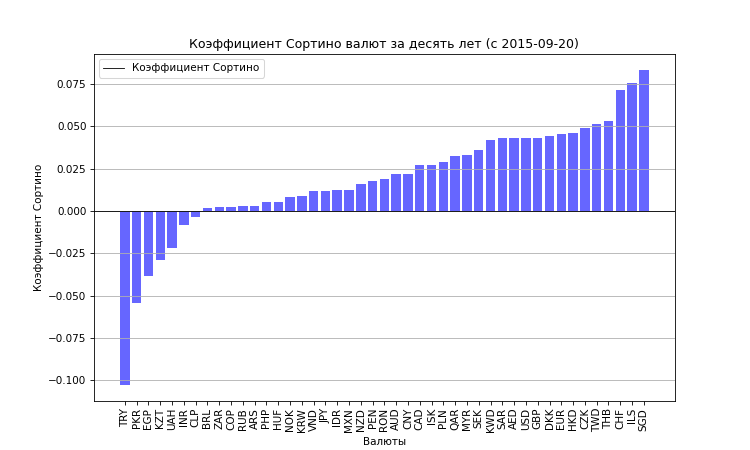 Коэффициент Сортино валют за десять лет (с 2015-09-20)
Коэффициент Сортино
Коэффициент Сортино
0.075
0.050
0.025
0.000
−0.025
−0.050
−0.075
−0.100
TRY PKR EGP KZT UAH INR CLP BRL ZAR COP RUB ARS PHP HUF NOK KRW VND JPY IDR MXN NZD PEN RON AUD CNY CAD ISK PLN QAR MYR SEK KWD SAR AED USD GBP DKK EUR HKD CZK TWD THB CHF ILS SGD
Валюты